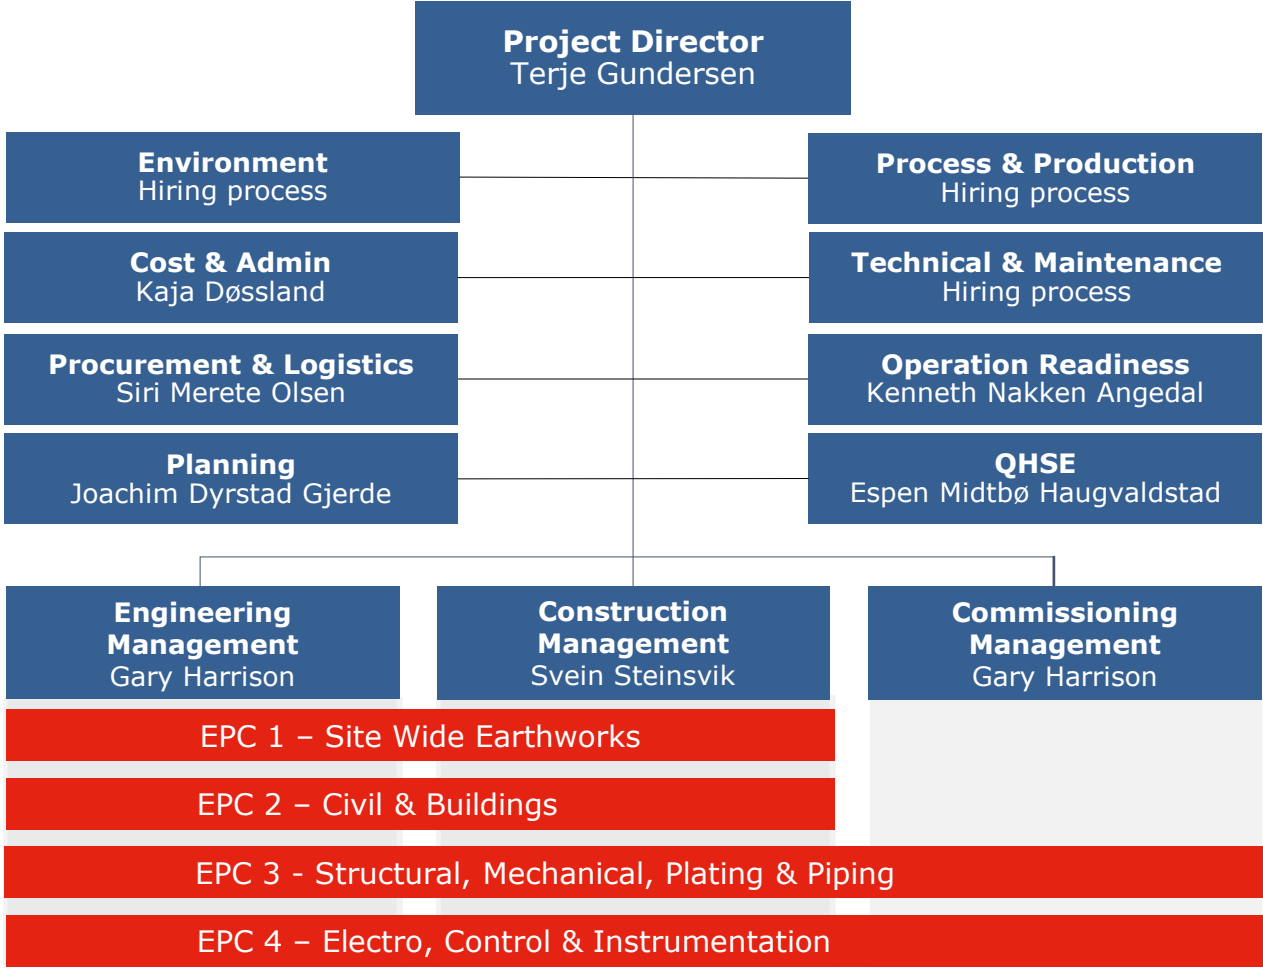 Project Director
Terje Gundersen
Environment
Hiring process
Process & Production
Hiring process
Cost & Admin
Kaja Døssland
Technical & Maintenance
Hiring process
Procurement & Logistics
Siri Merete Olsen
Operation Readiness
Kenneth Nakken Angedal
Planning
Joachim Dyrstad Gjerde
QHSE
Espen Midtbø Haugvaldstad
Engineering
Management
Gary Harrison
Construction
Management
Svein Steinsvik
Commissioning
Management
Gary Harrison
EPC 1 – Site Wide Earthworks
EPC 2 – Civil & Buildings
EPC 3 - Structural, Mechanical, Plating & Piping
EPC 4 – Electro, Control & Instrumentation